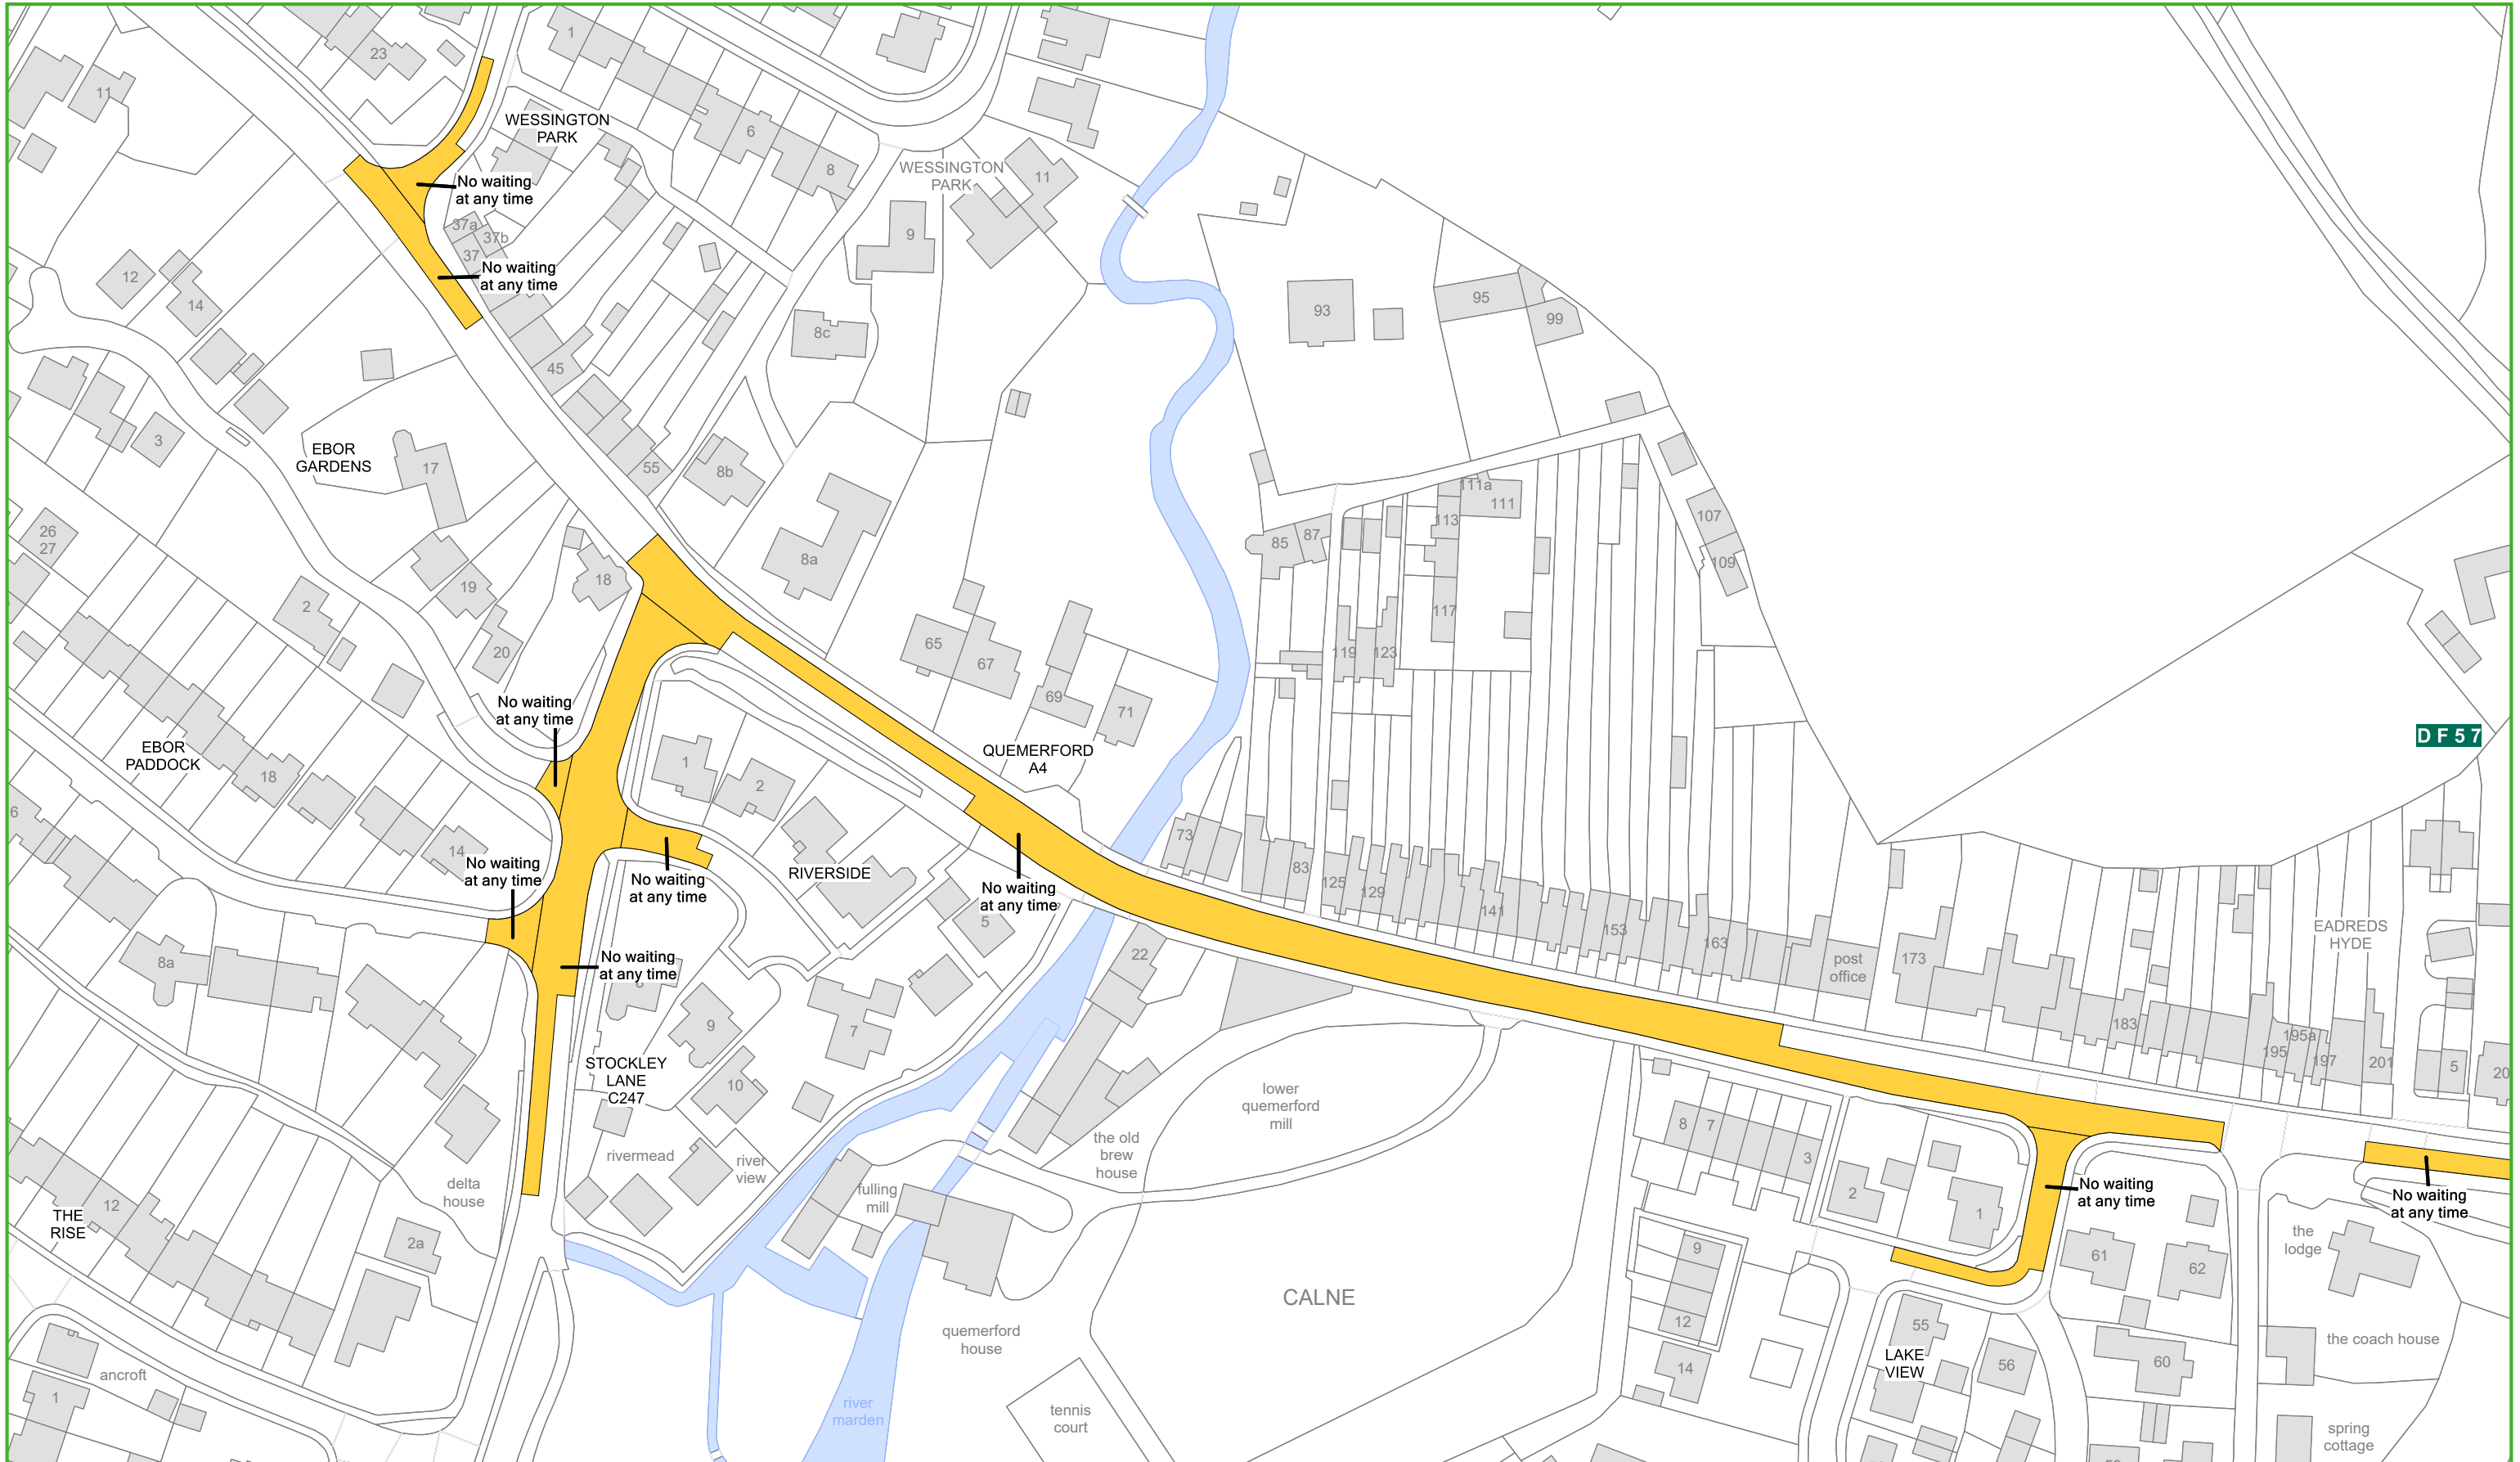 1
23
11
WESSINGTON
PARK
6
8
WESSINGTON
PARK
11
No waiting
at any time
37a
37b
37
9
No waiting
at any time
12
14
93
95
99
8c
45
3
EBOR
GARDENS
17
55
8b
111a
111
113
107
85
87
109
26
27
8a
18
19
2
117
65
67
119
123
20
69
71
No waiting
at any time
DF57
EBOR
PADDOCK
18
1
2
QUEMERFORD
A4
6
14
73
No waiting
at any time
RIVERSIDE
No waiting
at any time
83
125
129
No waiting
at any time
5
141
153
163
post
office
173
EADREDS
HYDE
8a
No waiting
at any time
22
9
7
183
195a
195
197
201
5
20
STOCKLEY
LANE
C247
10
lower
quemerford
mill
8
7
3
the old
brew
house
rivermead
river
view
delta
house
fulling
mill
2
1
No waiting
at any time
No waiting
at any time
12
THE
RISE
2a
9
61
62
the
lodge
CALNE
12
55
quemerford
house
the coach house
LAKE
VIEW
56
60
14
ancroft
1
river
marden
tennis
court
spring
cottage